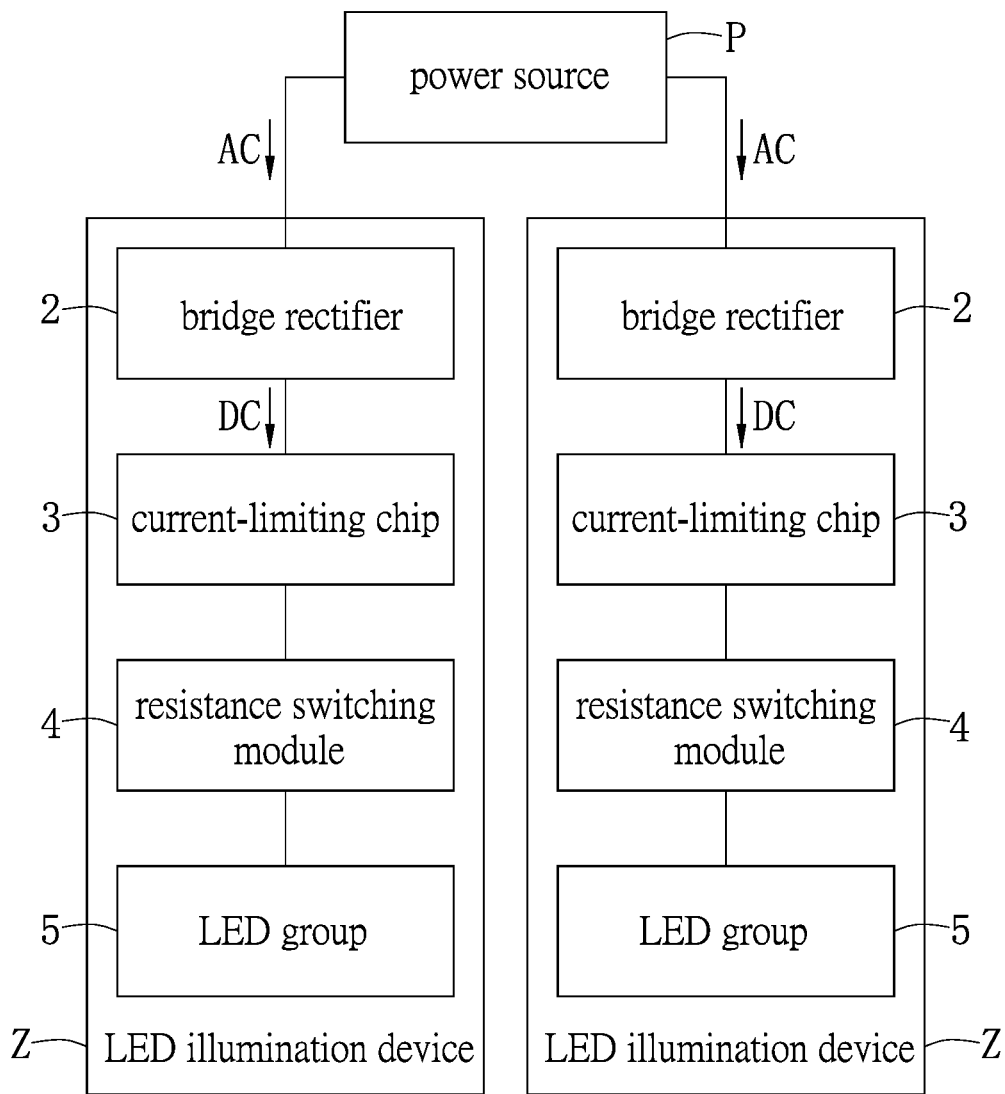 P
power source
AC AC
2 bridge rectifier bridge rectifier 2
DC DC
3 current-limiting chip current-limiting chip 3
resistance switching resistance switching
4 4
module module
5 LED group LED group 5
Z LED illumination device LED illumination device Z